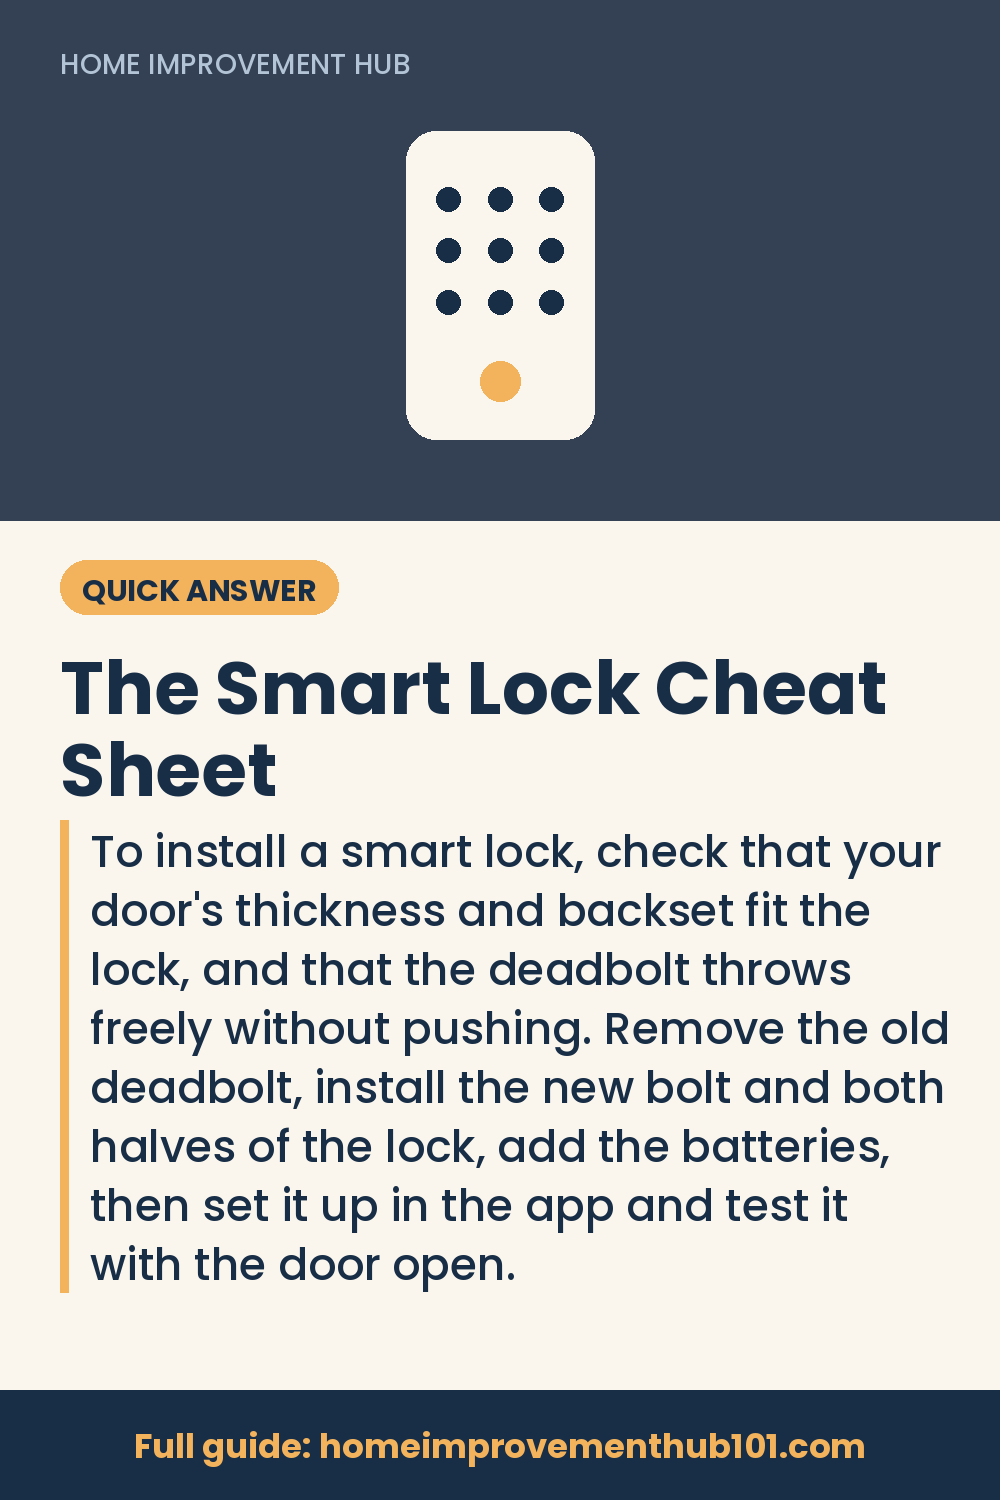 HOME IMPROVEMENT HUB
QUICK ANSWER
The Smart Lock Cheat
Sheet
To install a smart lock, check that your
door's thickness and backset fit the
lock, and that the deadbolt throws
freely without pushing. Remove the old
deadbolt, install the new bolt and both
halves of the lock, add the batteries,
then set it up in the app and test it
with the door open.
Full guide: homeimprovementhub101.com